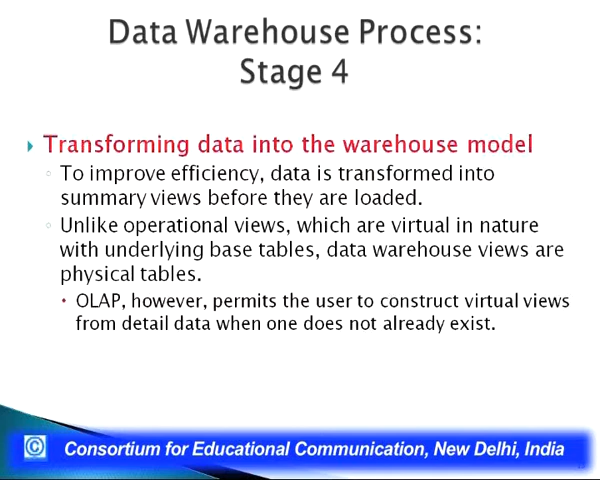 Data Warehouse Process:
Stage 4
Transforming data into the warehouse model
To improve efficiency, data is transformed into
summary views before they are loaded.
Unlike operational views, which are virtual in nature
with underlying base tables, data warehouse views are
physical tables.
OLAP, however, permits the user to construct virtual views
from detail data when one does not already exist.
© Consortium for Educational Communication, New Delhi, India